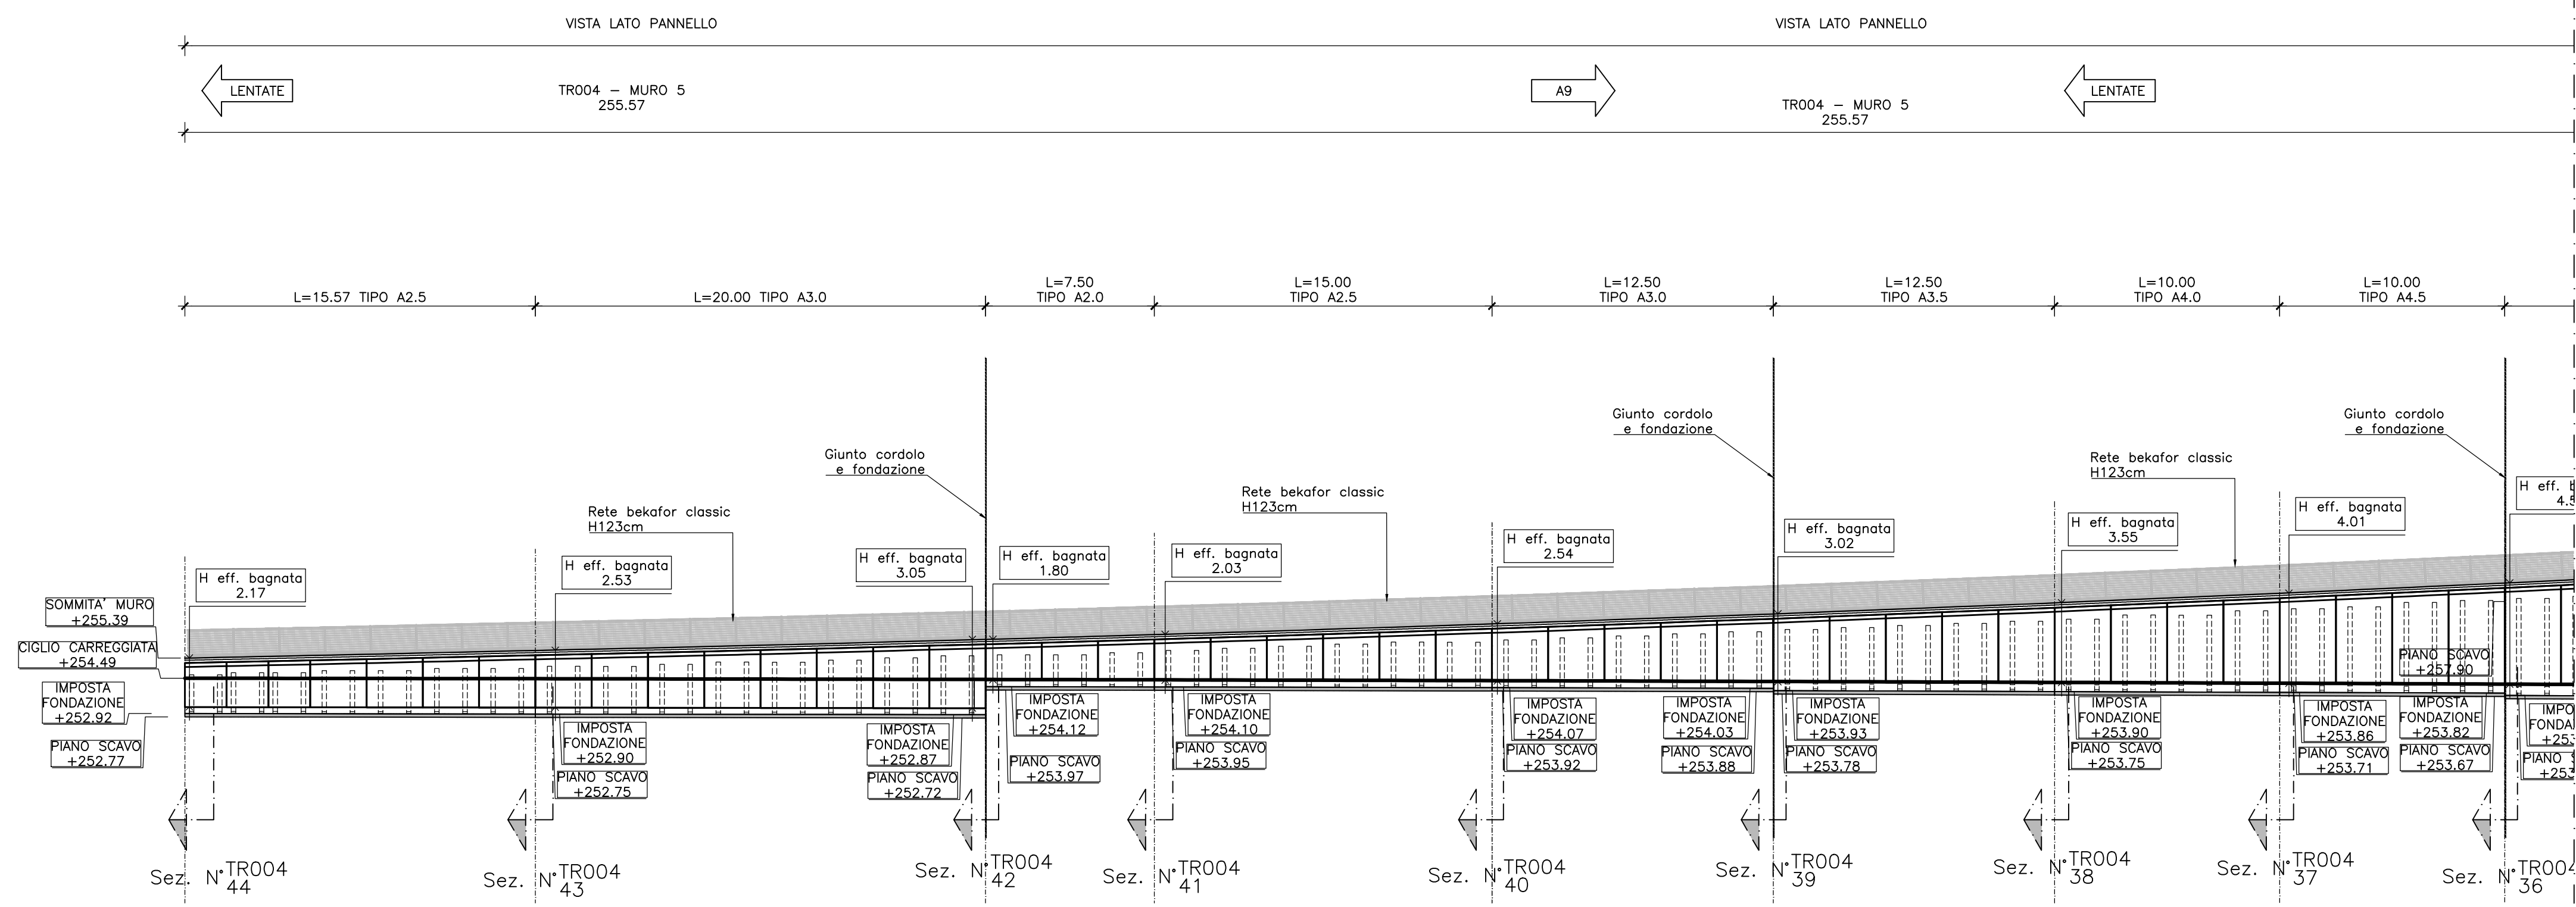 VISTA LATO PANNELLO
VISTA LATO PANNELLO
LENTATE
TR004 – MURO 5
255.57
A9
TR004 – MURO 5
255.57
LENTATE
L=15.57 TIPO A2.5
L=20.00 TIPO A3.0
L=7.50
TIPO A2.0
L=15.00
TIPO A2.5
L=12.50
TIPO A3.0
L=12.50
TIPO A3.5
L=10.00
TIPO A4.0
L=10.00
TIPO A4.5
Giunto cordolo
e fondazione
Giunto cordolo
e fondazione
Giunto cordolo
e fondazione
Rete bekafor classic
H123cm
Rete bekafor classic
H123cm
Rete bekafor classic
H123cm
H eff. bagnata
2.17
H eff. bagnata
2.53
H eff. bagnata
3.05
H eff. bagnata
1.80
H eff. bagnata
2.03
H eff. bagnata
2.54
H eff. bagnata
3.02
H eff. bagnata
3.55
H eff. bagnata
4.01
H eff.
SOMMITA' MURO
+255.39
CIGLIO CARREGGIATA
+254.49
IMPOSTA
FONDAZIONE
+252.92
PIANO SCAVO
+252.77
IMPOSTA
FONDAZIONE
+252.90
PIANO SCAVO
+252.75
IMPOSTA
FONDAZIONE
+252.87
PIANO SCAVO
+252.72
IMPOSTA
FONDAZIONE
+254.12
PIANO SCAVO
+253.97
IMPOSTA
FONDAZIONE
+254.10
PIANO SCAVO
+253.95
IMPOSTA
FONDAZIONE
+254.07
PIANO SCAVO
+253.92
IMPOSTA
FONDAZIONE
+254.03
PIANO SCAVO
+253.88
IMPOSTA
FONDAZIONE
+253.93
PIANO SCAVO
+253.78
IMPOSTA
FONDAZIONE
+253.90
PIANO SCAVO
+253.75
IMPOSTA
FONDAZIONE
+253.86
PIANO SCAVO
+253.71
PIANO SCAVO
+257.90
IMPOSTA
FONDAZIONE
+253.82
PIANO SCAVO
+253.67
PIANO
Sez. N° TR004
44
Sez. N° TR004
43
Sez. N° TR004
42
Sez. N° TR004
41
Sez. N° TR004
40
Sez. N° TR004
39
Sez. N° TR004
38
Sez. N° TR004
37
Sez. N° TR004
36